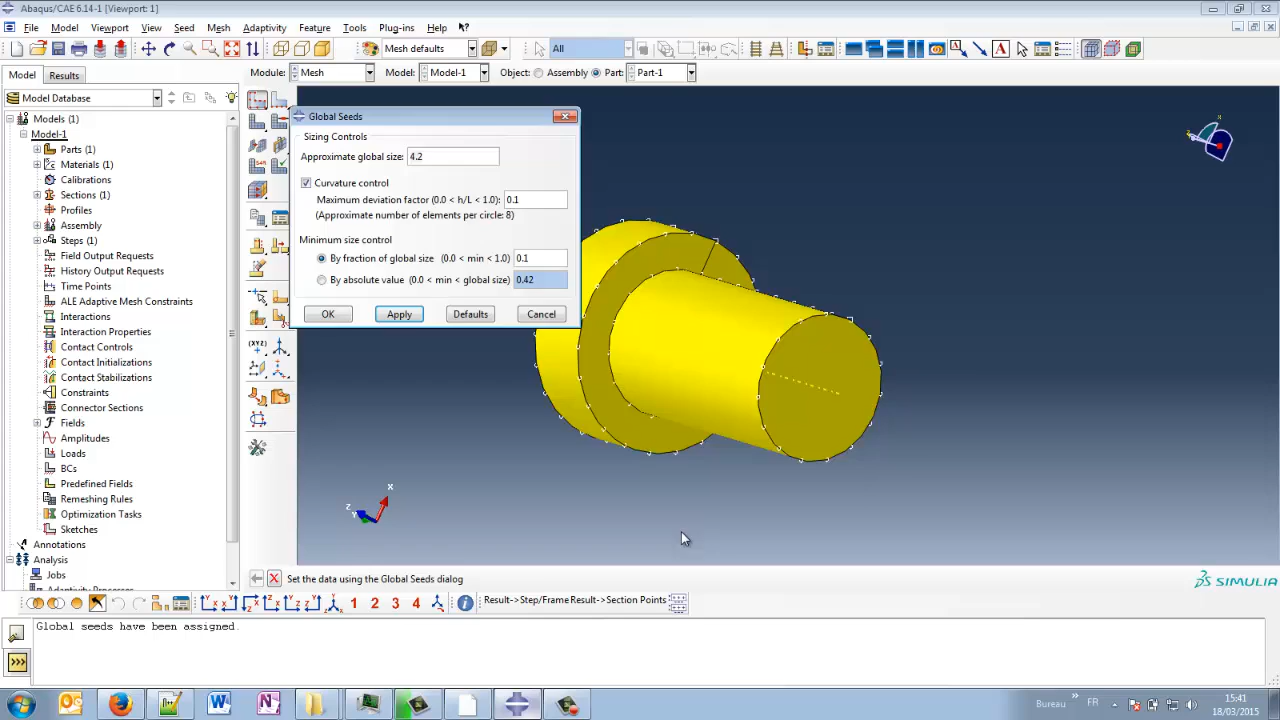 Abaqus/CAE 6.14-1 [Viewport: 1]
File Model Viewport View Seed Mesh Adaptivity Feature Tools Plug-ins Help
Mesh defaults All
Model Results Module: Mesh Model: Model-1 Object: Assembly Part: Part-1
Model Database
Models (1)
Model-1
Parts (1)
Materials (1)
Calibrations
Sections (1)
Profiles
Assembly
Steps (1)
Field Output Requests
History Output Requests
Time Points
ALE Adaptive Mesh Constraints
Interactions
Interaction Properties
Contact Controls
Contact Initializations
Contact Stabilizations
Constraints
Connector Sections
Fields
Amplitudes
Loads
BCs
Predefined Fields
Remeshing Rules
Optimization Tasks
Sketches
Annotations
Analysis
Jobs
Adaptivity Processes
Global Seeds
Sizing Controls
Approximate global size: 4.2
Curvature control
Maximum deviation factor (0.0 < h/L < 1.0): 0.1
(Approximate number of elements per circle: 8)
Minimum size control
By fraction of global size (0.0 < min < 1.0) 0.1
By absolute value (0.0 < min < global size) 0.42
OK Apply Defaults Cancel
X
Z
Y
Set the data using the Global Seeds dialog
SIMULIA
1 2 3 4 Result->Step/Frame Result->Section Points
Global seeds have been assigned.
>>>
Bureau » FR 15:41
18/03/2015